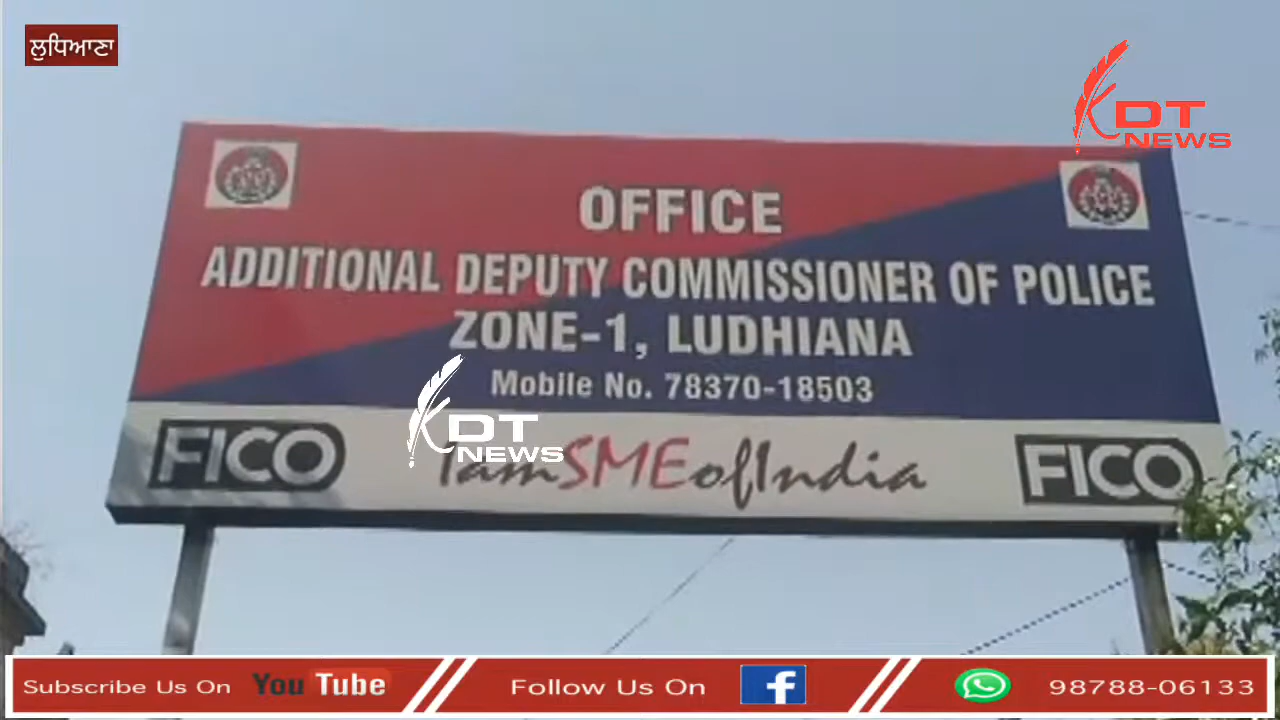 ਲੁਧਿਆਣਾ
DT
NEWS
OFFICE
ADDITIONAL DEPUTY COMMISSIONER OF POLICE
ZONE-1, LUDHIANA
Mobile No. 78370-18503
DT
NEWS
FICO IamSMEofIndia FICO
Subscribe Us On YouTube Follow Us On f 98788-06133